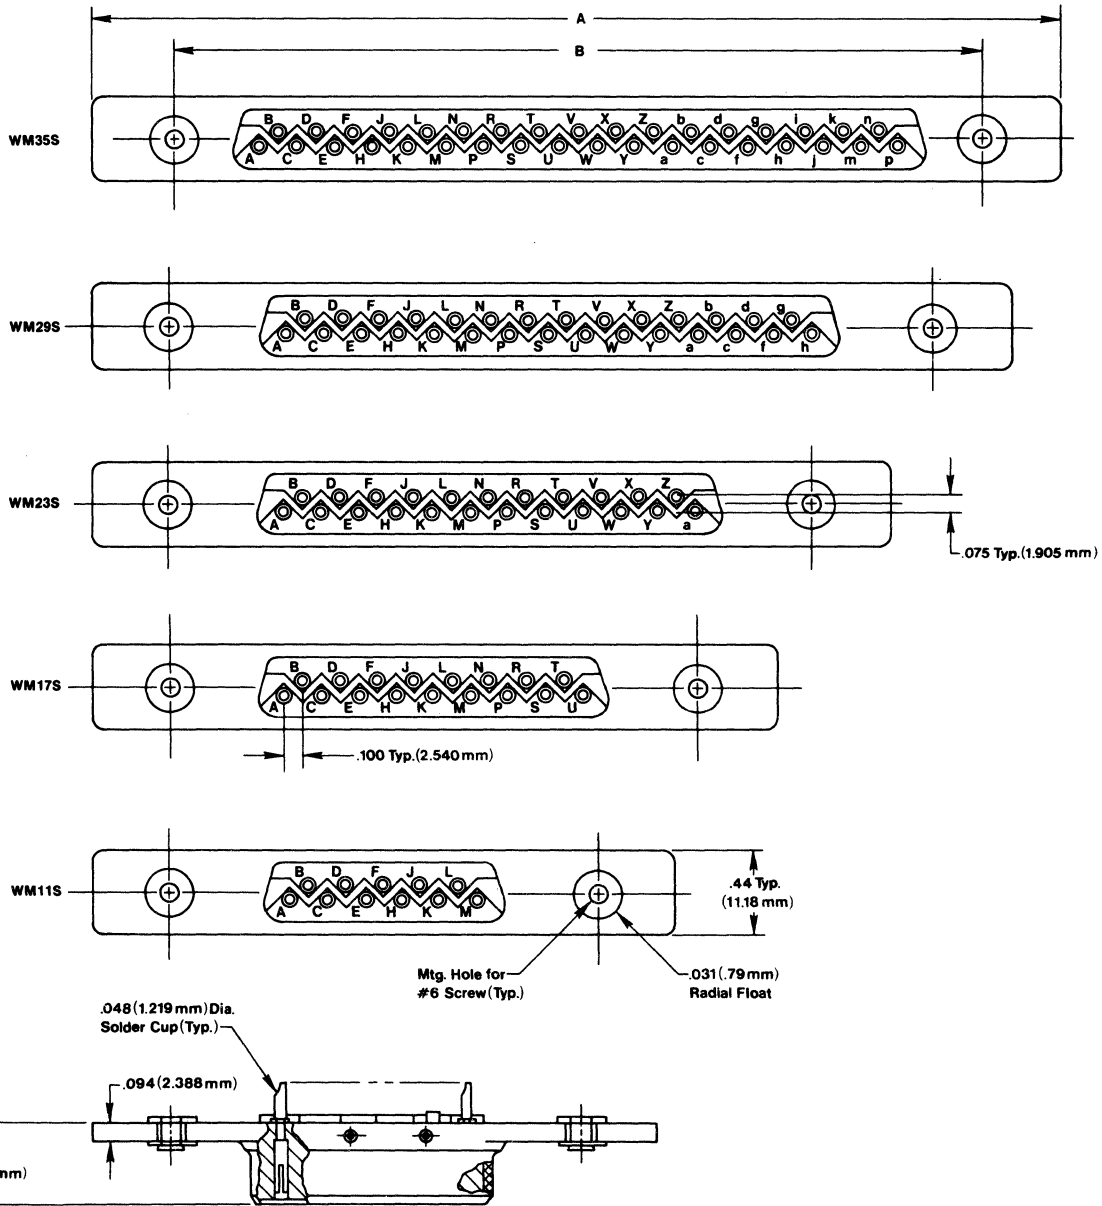 A
B
WM35S
B D F J L N R T V X Z b d g i k n
A C E H K M P S U W Y a c f h j m p
WM29S
B D F J L N R T V X Z b d g
A C E H K M P S U W Y a c f h
WM23S
B D F J L N R T V X Z
A C E H K M P S U W Y a
.075 Typ.(1.905 mm)
WM17S
B D F J L N R T
A C E H K M P S U
.100 Typ.(2.540 mm)
WM11S
B D F J L
A C E H K M
.44 Typ.
(11.18 mm)
Mtg. Hole for
#6 Screw(Typ.)
.031(.79mm)
Radial Float
.048(1.219 mm)Dia.
Solder Cup(Typ.)
.094(2.388 mm)
mm)